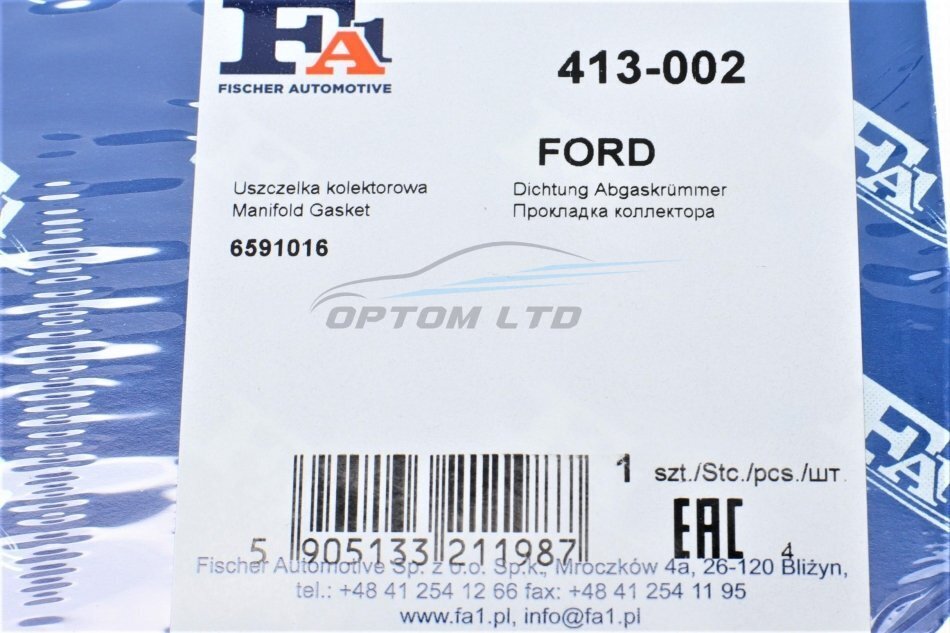 FA1
FISCHER AUTOMOTIVE
413-002
FORD
Uszczelka kolektorowa
Manifold Gasket
Dichtung Abgaskrümmer
Прокладка коллектора
6591016
OPTOM LTD
1 szt./Stc./pcs./шт.
EAC 4
5 905133 211987
Fischer Automotive Sp. z o.o. Sp.k., Mroczków 4a, 26-120 Bliżyn,
tel.: +48 41 254 12 66 fax: +48 41 254 11 95
www.fa1.pl, info@fa1.pl
FA1
FA1